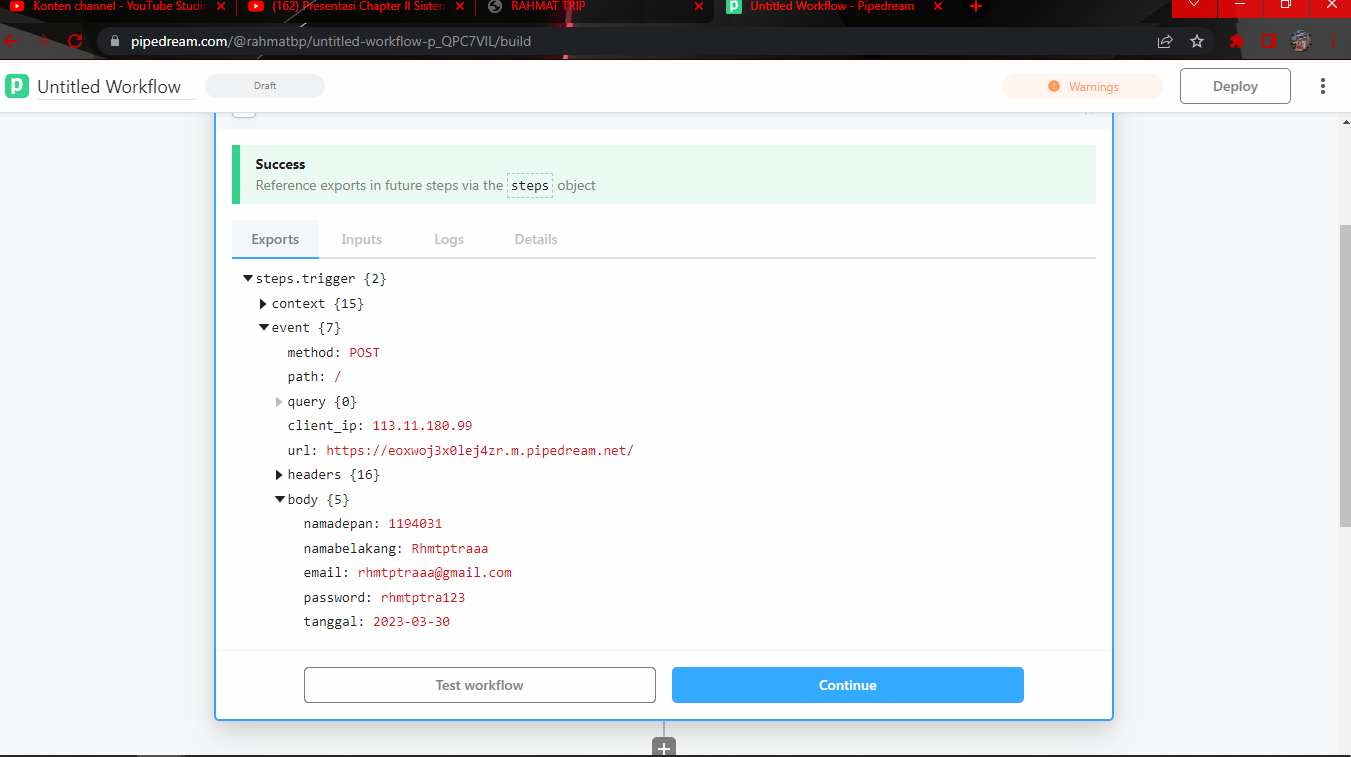 Konten channel - YouTube Studio
(162) Presentasi Chapter II Sistem
RAHMAT TRIP
Untitled Workflow - Pipedream
pipedream.com/@rahmatbp/untitled-workflow-p_QPC7VIL/build
Untitled Workflow
Draft
Warnings
Deploy
Success
Reference exports in future steps via the steps object
Exports
Inputs
Logs
Details
steps.trigger {2}
context {15}
event {7}
method: POST
path: /
query {0}
client_ip: 113.11.180.99
url: https://eoxwoj3x0lej4zr.m.pipedream.net/
headers {16}
body {5}
namadepan: 1194031
namabelakang: Rhmtptraaa
email: rhmtptraaa@gmail.com
password: rhmtptra123
tanggal: 2023-03-30
Test workflow
Continue